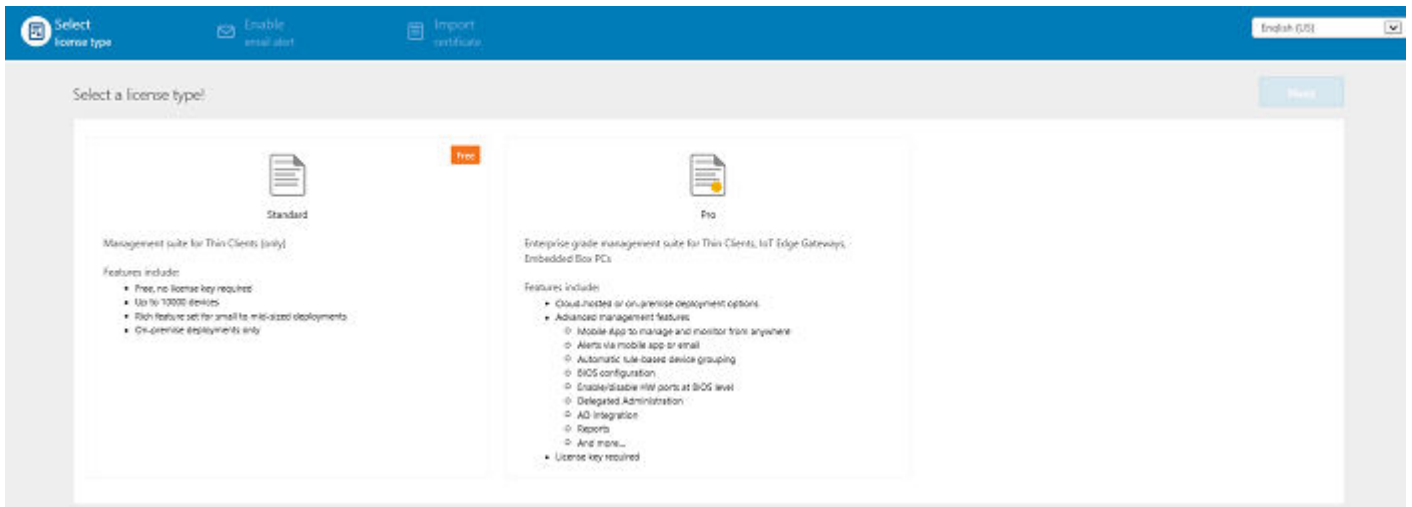 Select
license type
Enable
email alert
Import
certificate
English (US)
Select a license type!
Next
Free
Standard
Management suite for Thin Clients (only)
Features include:
Free, no license key required
Up to 10000 devices
Rich feature set for small to mid-sized deployments
On-premise deployments only
Pro
Enterprise grade management suite for Thin Clients, IoT Edge Gateways,
Embedded Box PCs
Features include:
Cloud-hosted or on-premise deployment options
Advanced management features
Mobile App to manage and monitor from anywhere
Alerts via mobile app or email
Automatic rule-based device grouping
BIOS configuration
Enable/disable HW ports at BIOS level
Delegated Administration
AD Integration
Reports
And more...
License key required